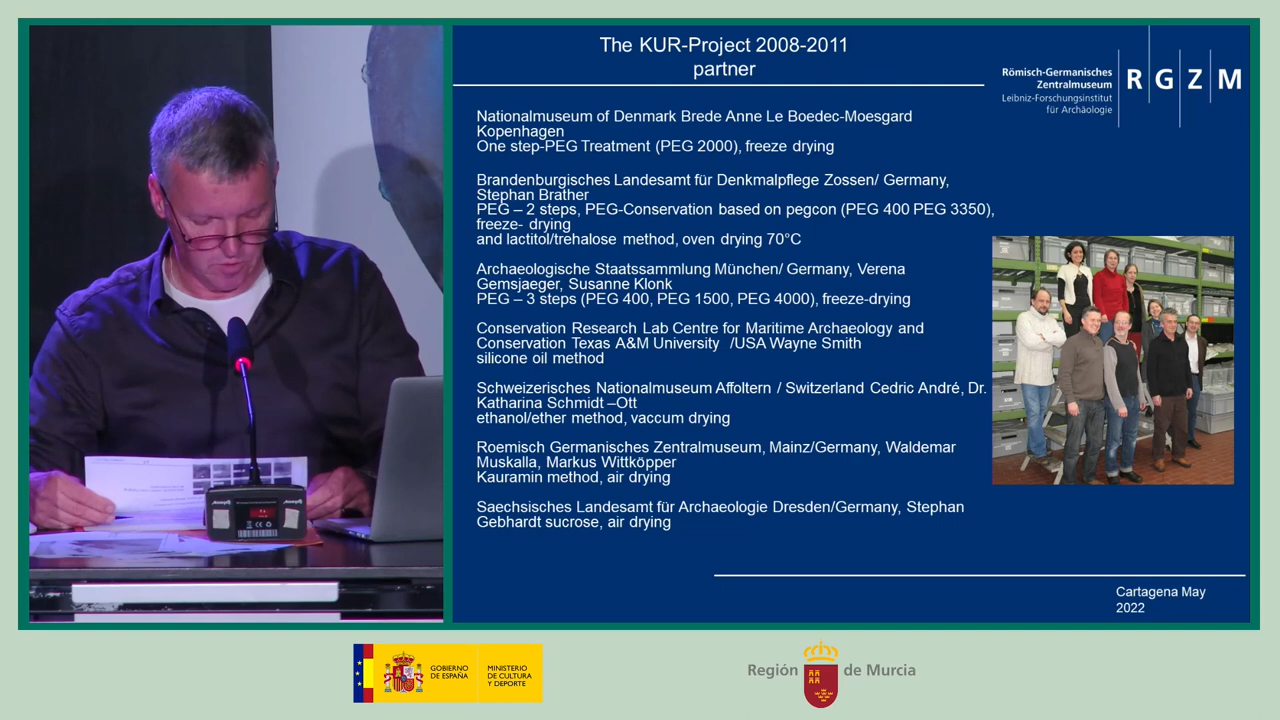 The KUR-Project 2008-2011
partner
Römisch-Germanisches
Zentralmuseum
Leibniz-Forschungsinstitut
für Archäologie
R G Z M
Nationalmuseum of Denmark Brede Anne Le Boedec-Moesgard
Kopenhagen
One step-PEG Treatment (PEG 2000), freeze drying
Brandenburgisches Landesamt für Denkmalpflege Zossen/ Germany,
Stephan Brather
PEG – 2 steps, PEG-Conservation based on pegcon (PEG 400 PEG 3350),
freeze- drying
and lactitol/trehalose method, oven drying 70°C
Archaeologische Staatssammlung München/ Germany, Verena
Gemsjaeger, Susanne Klonk
PEG – 3 steps (PEG 400, PEG 1500, PEG 4000), freeze-drying
Conservation Research Lab Centre for Maritime Archaeology and
Conservation Texas A&M University /USA Wayne Smith
silicone oil method
Schweizerisches Nationalmuseum Affoltern / Switzerland Cedric André, Dr.
Katharina Schmidt –Ott
ethanol/ether method, vaccum drying
Roemisch Germanisches Zentralmuseum, Mainz/Germany, Waldemar
Muskalla, Markus Wittköpper
Kauramin method, air drying
Saechsisches Landesamt für Archaeologie Dresden/Germany, Stephan
Gebhardt sucrose, air drying
Cartagena May
2022
GOBIERNO
DE ESPAÑA
MINISTERIO
DE CULTURA
Y DEPORTE
Región de Murcia